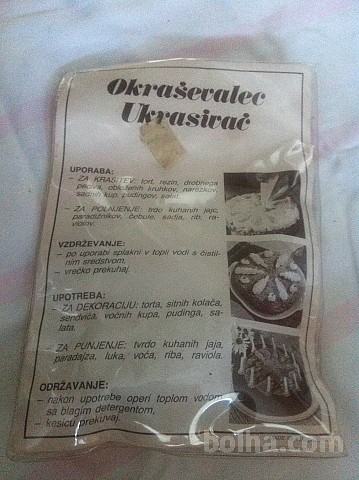 Okraševalec
Ukrasivač
UPORABA:
– ZA KRASITEV: tort, rezin, drobnega
peciva, obloženih kruhkov, narezkov,
sadnih kup, pudingov, solat.
– ZA POLNJENJE: trdo kuhanih jajc,
paradižnikov, čebule, sadja, rib, ra-
violov.
VZDRŽEVANJE:
– po uporabi splakni v topli vodi s čistil-
nim sredstvom,
– vrečko prekuhaj.
UPOTREBA:
– ZA DEKORACIJU: torta, sitnih kolača,
sendviča, voćnih kupa, pudinga, sa-
lata.
– ZA PUNJENJE: tvrdo kuhanih jaja,
paradajza, luka, voća, riba, raviola.
ODRŽAVANJE:
– nakon upotrebe operi toplom vodom
sa blagim detergentom,
– kesicu prekuvaj.
bolha.com